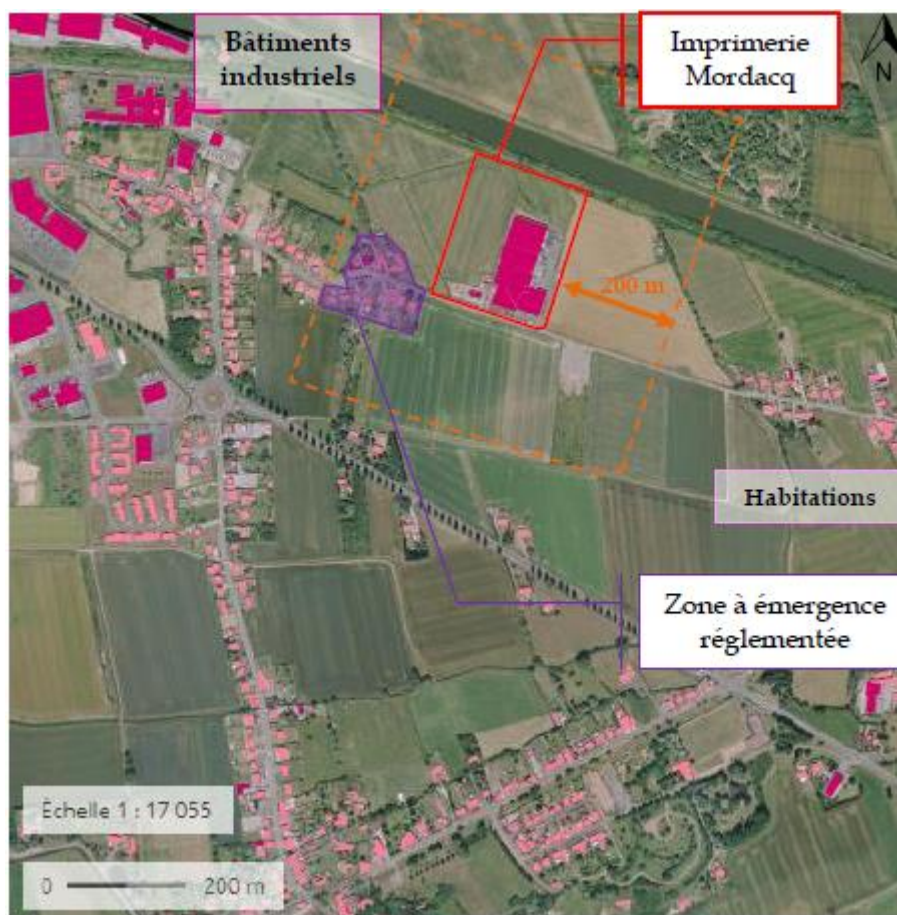 Bâtiments
industriels
Imprimerie
Mordacq
N
200 m
Habitations
Zone à émergence
réglementée
Échelle 1 : 17 055
0 200 m